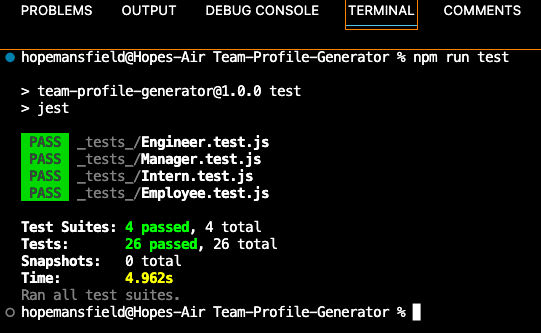 PROBLEMS OUTPUT DEBUG CONSOLE TERMINAL COMMENTS
hopemansfield@Hopes-Air Team-Profile-Generator % npm run test
> team-profile-generator@1.0.0 test
> jest
PASS _tests_/Engineer.test.js
PASS _tests_/Manager.test.js
PASS _tests_/Intern.test.js
PASS _tests_/Employee.test.js
Test Suites: 4 passed, 4 total
Tests: 26 passed, 26 total
Snapshots: 0 total
Time: 4.962s
Ran all test suites.
hopemansfield@Hopes-Air Team-Profile-Generator %